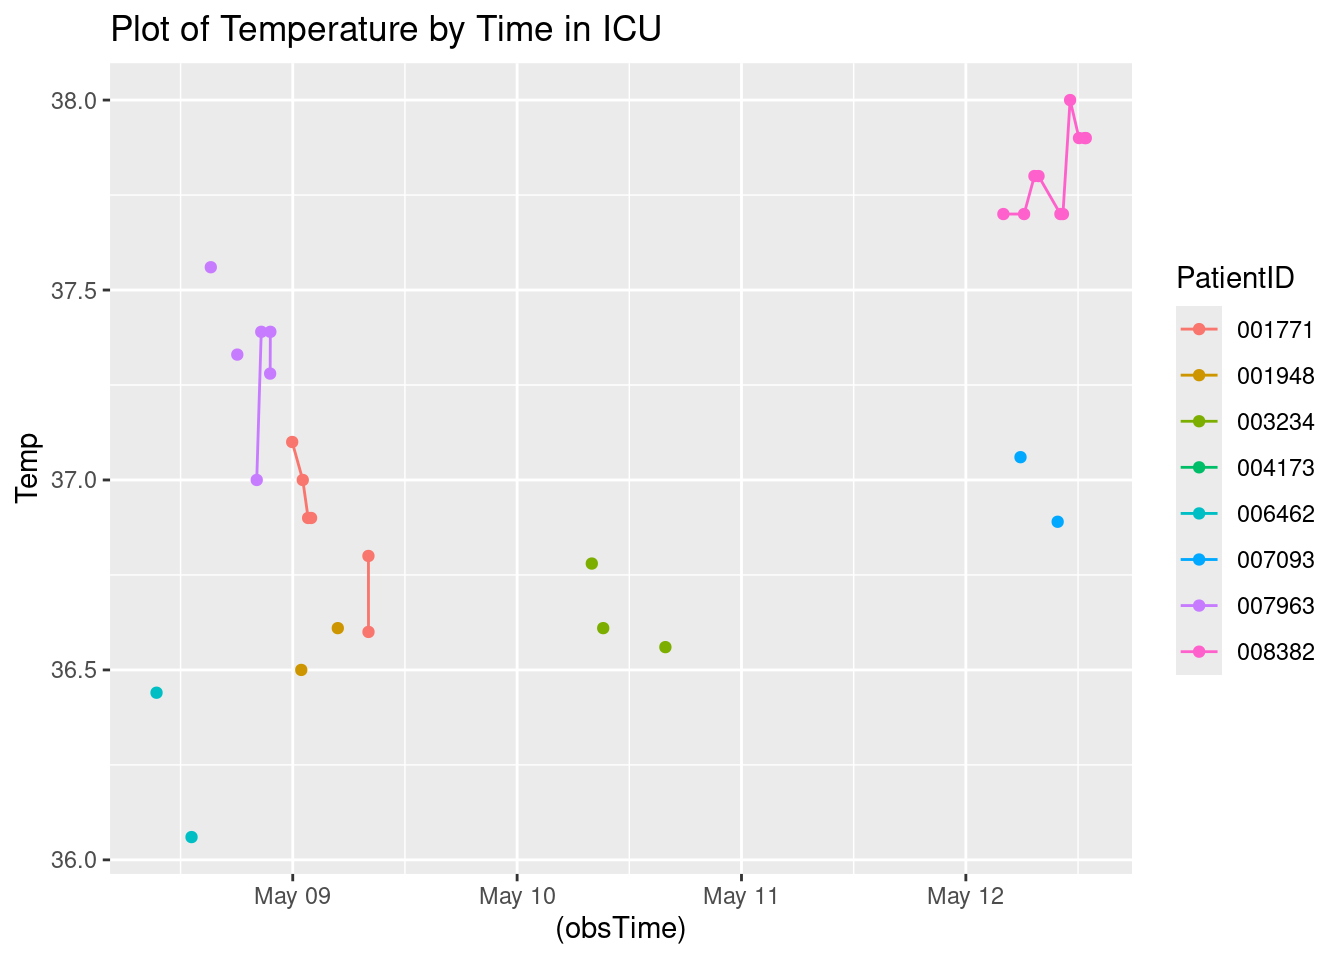 Plot of Temperature by Time in ICU
38.0
37.5
37.0
36.5
36.0
Temp
May 09
May 10
May 11
May 12
(obsTime)
PatientID
001771
001948
003234
004173
006462
007093
007963
008382